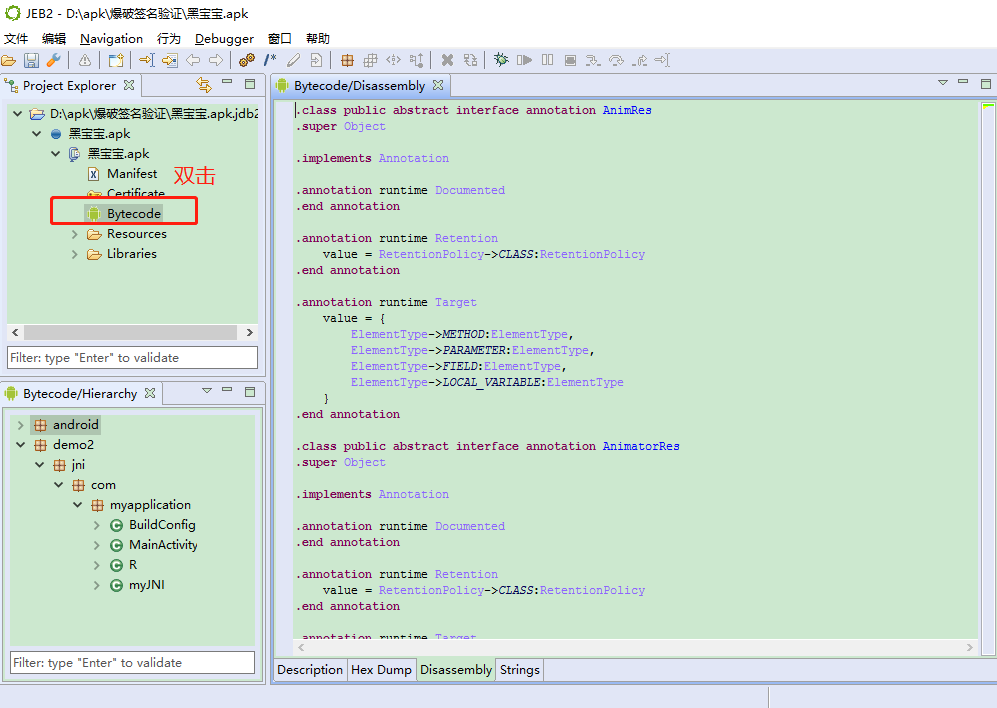 JEB2 - D:\apk\爆破签名验证\黑宝宝.apk
文件 编辑 Navigation 行为 Debugger 窗口 帮助
Project Explorer
D:\apk\爆破签名验证\黑宝宝.apk.jdb2
黑宝宝.apk
黑宝宝.apk
Manifest
双击
Certificate
Bytecode
Resources
Libraries
Filter: type "Enter" to validate
Bytecode/Hierarchy
android
demo2
jni
com
myapplication
BuildConfig
MainActivity
R
myJNI
Filter: type "Enter" to validate
Bytecode/Disassembly
.class public abstract interface annotation AnimRes
.super Object
.implements Annotation
.annotation runtime Documented
.end annotation
.annotation runtime Retention
value = RetentionPolicy->CLASS:RetentionPolicy
.end annotation
.annotation runtime Target
value = {
ElementType->METHOD:ElementType,
ElementType->PARAMETER:ElementType,
ElementType->FIELD:ElementType,
ElementType->LOCAL_VARIABLE:ElementType
}
.end annotation
.class public abstract interface annotation AnimatorRes
.super Object
.implements Annotation
.annotation runtime Documented
.end annotation
.annotation runtime Retention
value = RetentionPolicy->CLASS:RetentionPolicy
.end annotation
.annotation runtime Target
Description Hex Dump Disassembly Strings